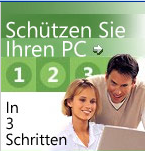 Schützen Sie
Ihren PC
1 2 3
In
3
Schritten